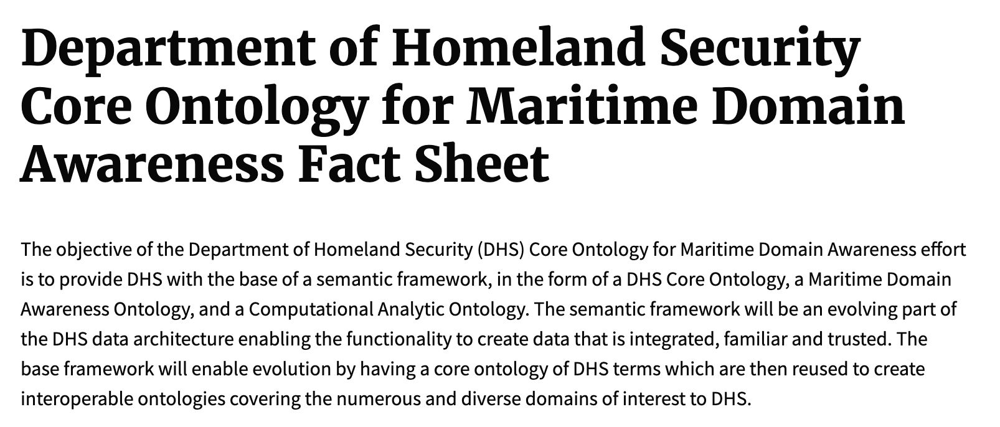 Department of Homeland Security
Core Ontology for Maritime Domain
Awareness Fact Sheet
The objective of the Department of Homeland Security (DHS) Core Ontology for Maritime Domain Awareness effort
is to provide DHS with the base of a semantic framework, in the form of a DHS Core Ontology, a Maritime Domain
Awareness Ontology, and a Computational Analytic Ontology. The semantic framework will be an evolving part of
the DHS data architecture enabling the functionality to create data that is integrated, familiar and trusted. The
base framework will enable evolution by having a core ontology of DHS terms which are then reused to create
interoperable ontologies covering the numerous and diverse domains of interest to DHS.